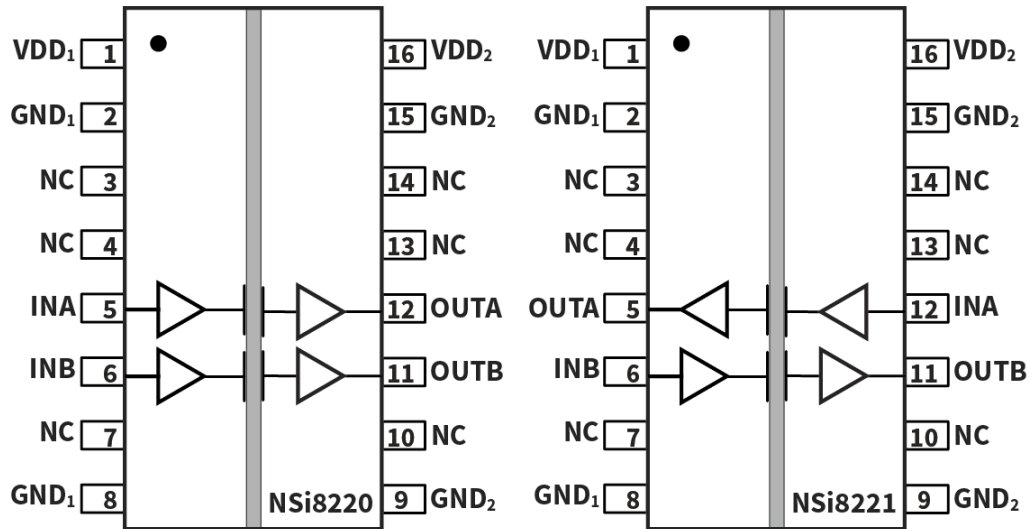 VDD₁ 1 16 VDD₂
GND₁ 2 15 GND₂
NC 3 14 NC
NC 4 13 NC
INA 5 12 OUTA
INB 6 11 OUTB
NC 7 10 NC
GND₁ 8 NSi8220 9 GND₂
VDD₁ 1 16 VDD₂
GND₁ 2 15 GND₂
NC 3 14 NC
NC 4 13 NC
OUTA 5 12 INA
INB 6 11 OUTB
NC 7 10 NC
GND₁ 8 NSi8221 9 GND₂